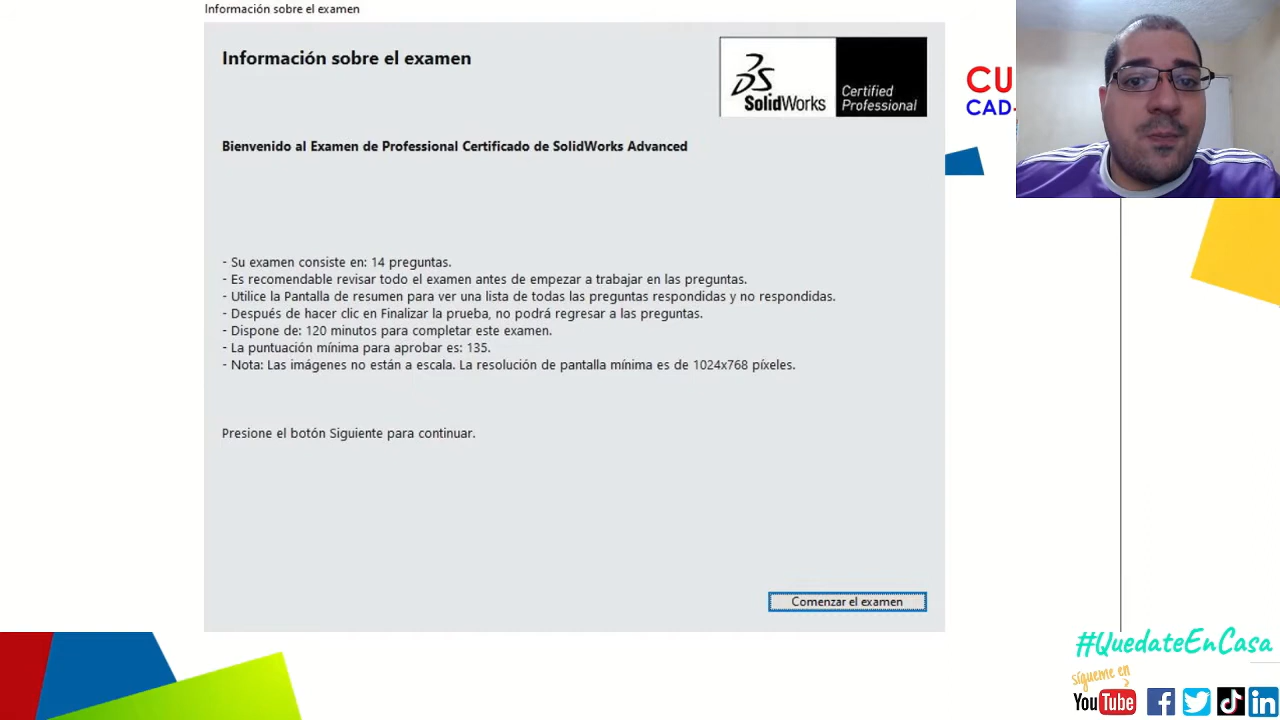 Información sobre el examen
Información sobre el examen
SolidWorks
Certified
Professional
CU
CAD-
Bienvenido al Examen de Professional Certificado de SolidWorks Advanced
- Su examen consiste en: 14 preguntas.
- Es recomendable revisar todo el examen antes de empezar a trabajar en las preguntas.
- Utilice la Pantalla de resumen para ver una lista de todas las preguntas respondidas y no respondidas.
- Después de hacer clic en Finalizar la prueba, no podrá regresar a las preguntas.
- Dispone de: 120 minutos para completar este examen.
- La puntuación mínima para aprobar es: 135.
- Nota: Las imágenes no están a escala. La resolución de pantalla mínima es de 1024x768 píxeles.
Presione el botón Siguiente para continuar.
Comenzar el examen
#QuedateEnCasa
sígueme en
YouTube